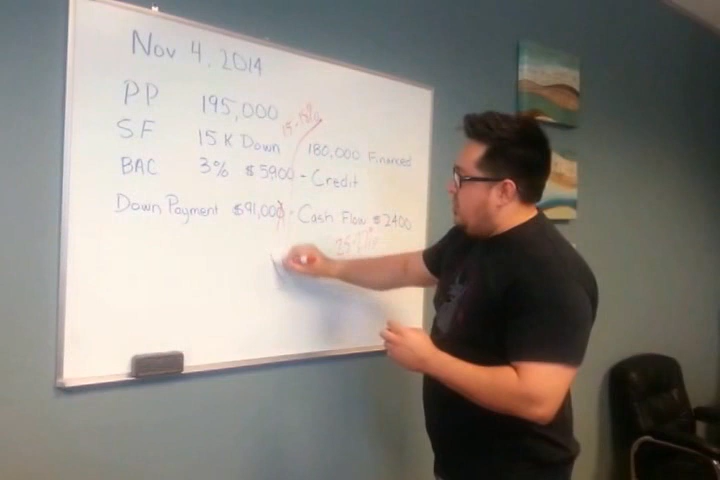 Nov 4, 2014
PP 195,000
SF 15K Down 180,000 Financed
BAC 3% $5900 - Credit
Down Payment $91,000 - Cash Flow $2400